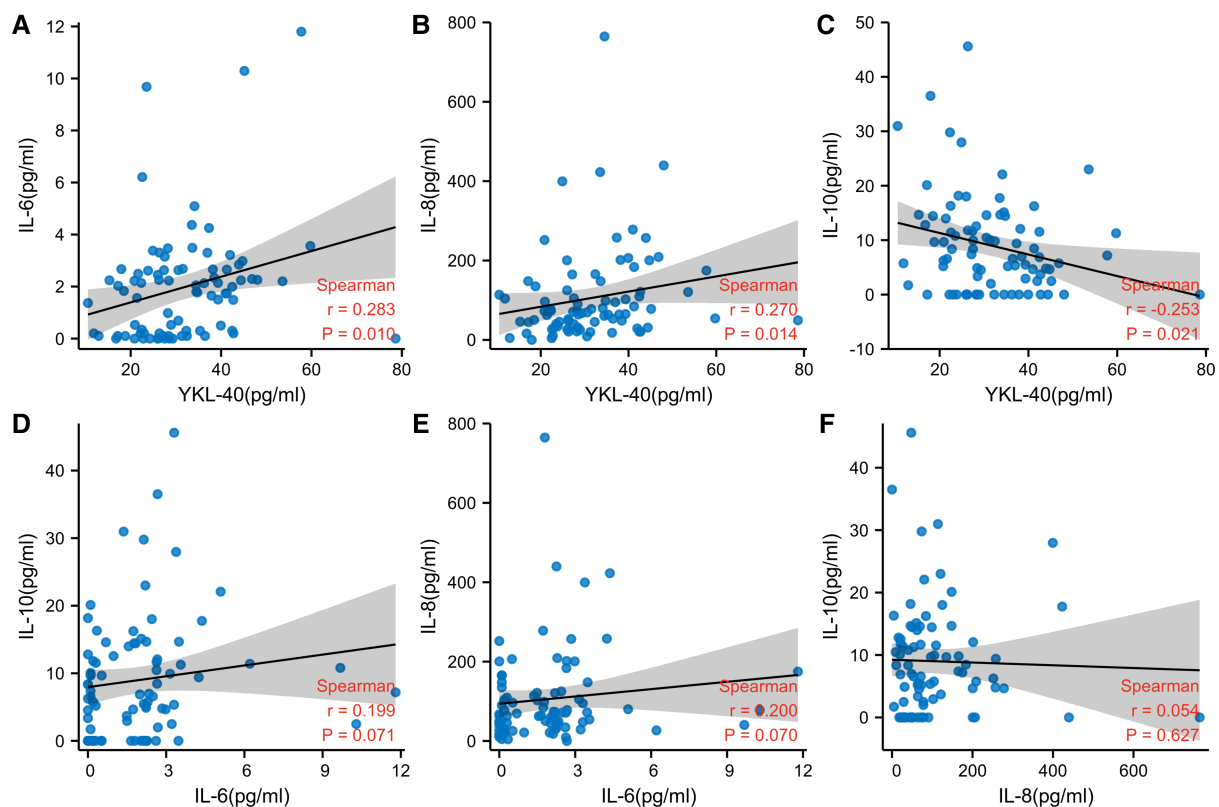 A
12
10
8
6
4
2
0
IL-6(pg/ml)
Spearman
r = 0.283
P = 0.010
20
40
60
80
YKL-40(pg/ml)
B
800
600
400
200
0
IL-8(pg/ml)
Spearman
r = 0.270
P = 0.014
20
40
60
80
YKL-40(pg/ml)
C
50
40
30
20
10
0
-10
IL-10(pg/ml)
Spearman
r = -0.253
P = 0.021
20
40
60
80
YKL-40(pg/ml)
D
40
30
20
10
0
IL-10(pg/ml)
Spearman
r = 0.199
P = 0.071
0
3
6
9
12
IL-6(pg/ml)
E
800
600
400
200
0
IL-8(pg/ml)
Spearman
r = 0.200
P = 0.070
0
3
6
9
12
IL-6(pg/ml)
F
40
30
20
10
0
IL-10(pg/ml)
Spearman
r = 0.054
P = 0.627
0
200
400
600
IL-8(pg/ml)